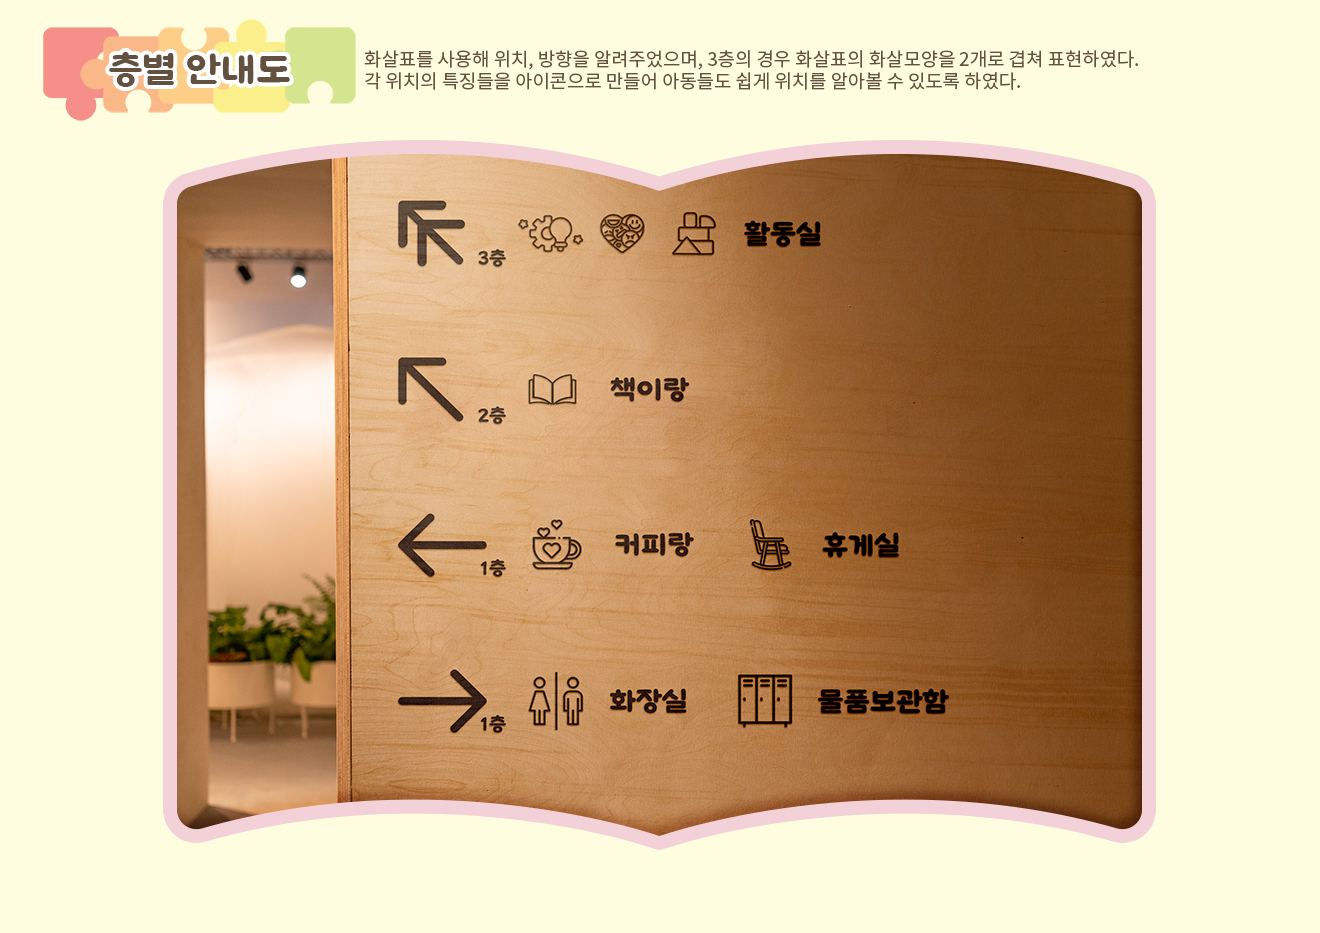 층별 안내도
화살표를 사용해 위치, 방향을 알려주었으며, 3층의 경우 화살표의 화살모양을 2개로 겹쳐 표현하였다.
각 위치의 특징들을 아이콘으로 만들어 아동들도 쉽게 위치를 알아볼 수 있도록 하였다.
3층 활동실
2층 책이랑
1층 커피랑 휴게실
1층 화장실 물품보관함